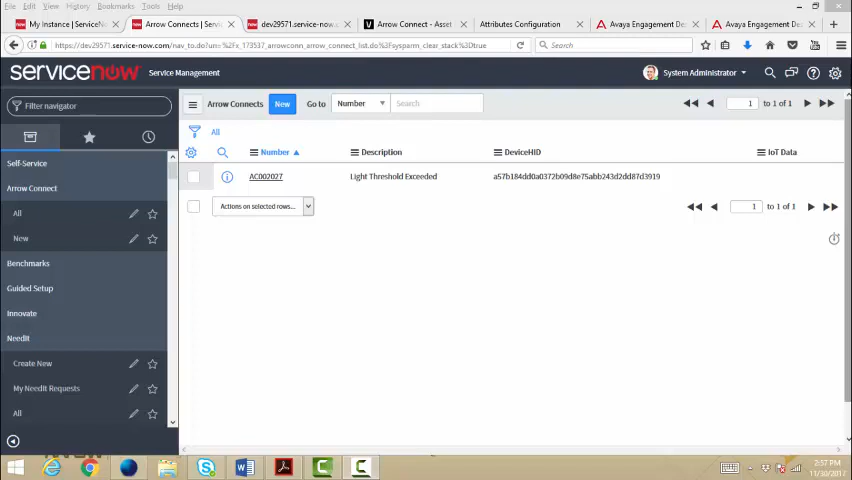 File Edit View History Bookmarks Tools Help
My Instance | ServiceN
Arrow Connects | Servi
dev29571.service-now.c
Arrow Connect - Asset
Attributes Configuration
Avaya Engagement De
Avaya Engagement De
Search
servicenow Service Management
System Administrator
Filter navigator
Arrow Connects New Go to Number Search
1 to 1 of 1
All
Number Description DeviceHID IoT Data
AC002027 Light Threshold Exceeded a57b184dd0a0372b09d8e75abb243d2dd87d3919
Actions on selected rows...
1 to 1 of 1
Self-Service
Arrow Connect
All
New
Benchmarks
Guided Setup
Innovate
NeedIt
Create New
My NeedIt Requests
All
2:57 PM
11/30/2017